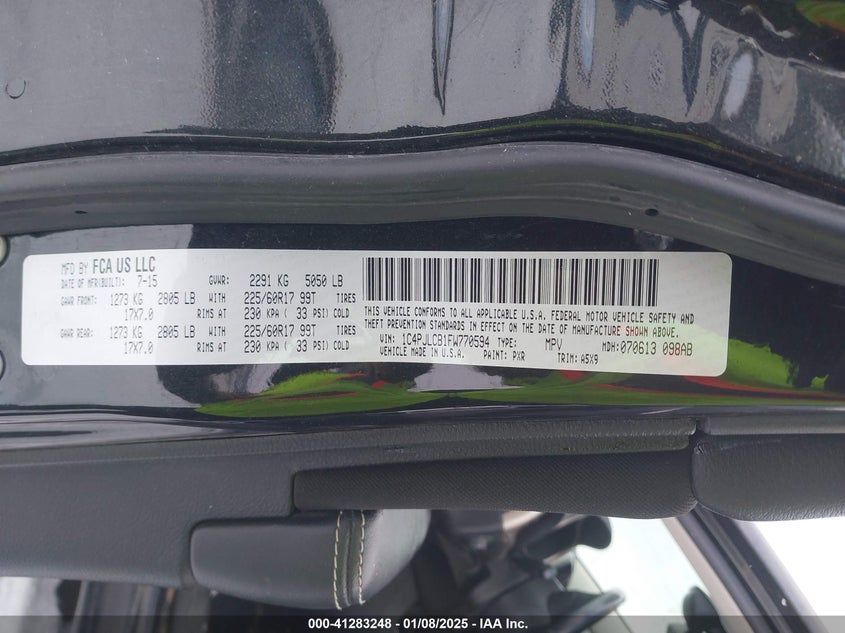 MFD BY FCA US LLC
DATE OF MFR(BUILT): 7-15 GVWR: 2291 KG 5050 LB
GAWR FRONT: 1273 KG 2805 LB WITH 225/60R17 99T TIRES
17X7.0 RIMS AT 230 KPA ( 33 PSI) COLD
GAWR REAR: 1273 KG 2805 LB WITH 225/60R17 99T TIRES
17X7.0 RIMS AT 230 KPA ( 33 PSI) COLD
THIS VEHICLE CONFORMS TO ALL APPLICABLE U.S.A. FEDERAL MOTOR VEHICLE SAFETY AND
THEFT PREVENTION STANDARDS IN EFFECT ON THE DATE OF MANUFACTURE SHOWN ABOVE.
VIN: 1C4PJLCB1FW770594 TYPE: MPV MDH: 070613 098AB
VEHICLE MADE IN U.S.A. PAINT: PXR TRIM: A5X9
000-41283248 - 01/08/2025 - IAA Inc.